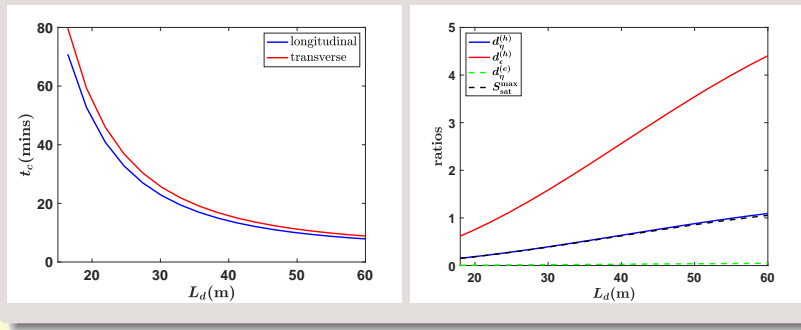 80
60
40
20
0
20 30 40 50 60
t_c(mins)
L_d(m)
longitudinal
transverse
5
4
3
2
1
0
20 30 40 50 60
ratios
L_d(m)
d_η^(h)
d_ϵ^(h)
d_η^(e)
S_sat^max